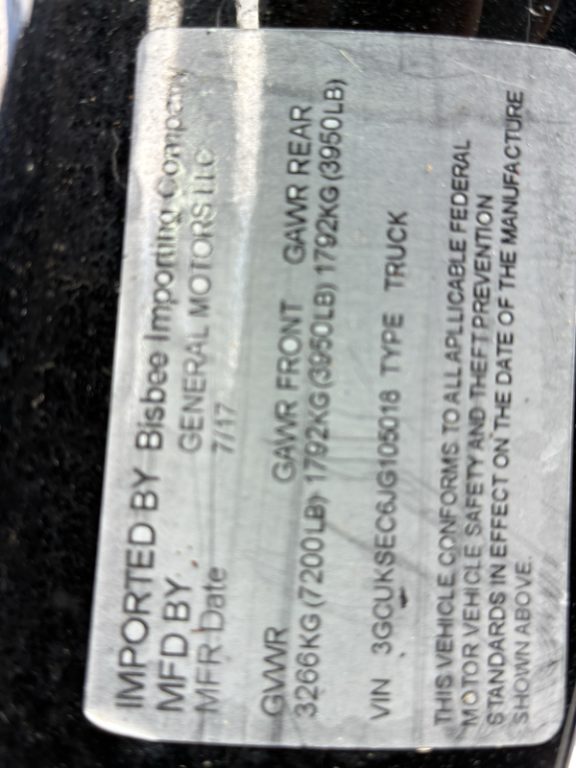 IMPORTED BY Bisbee Importing Company
MFD BY GENERAL MOTORS LLC
MFR Date 7/17
GVWR GAWR FRONT GAWR REAR
3266KG (7200LB) 1792KG (3950LB) 1792KG (3950LB)
VIN 3GCUKSEC6JG105018 TYPE TRUCK
THIS VEHICLE CONFORMS TO ALL APLLICABLE FEDERAL
MOTOR VEHICLE SAFETY AND THEFT PREVENTION
STANDARDS IN EFFECT ON THE DATE OF THE MANUFACTURE
SHOWN ABOVE.